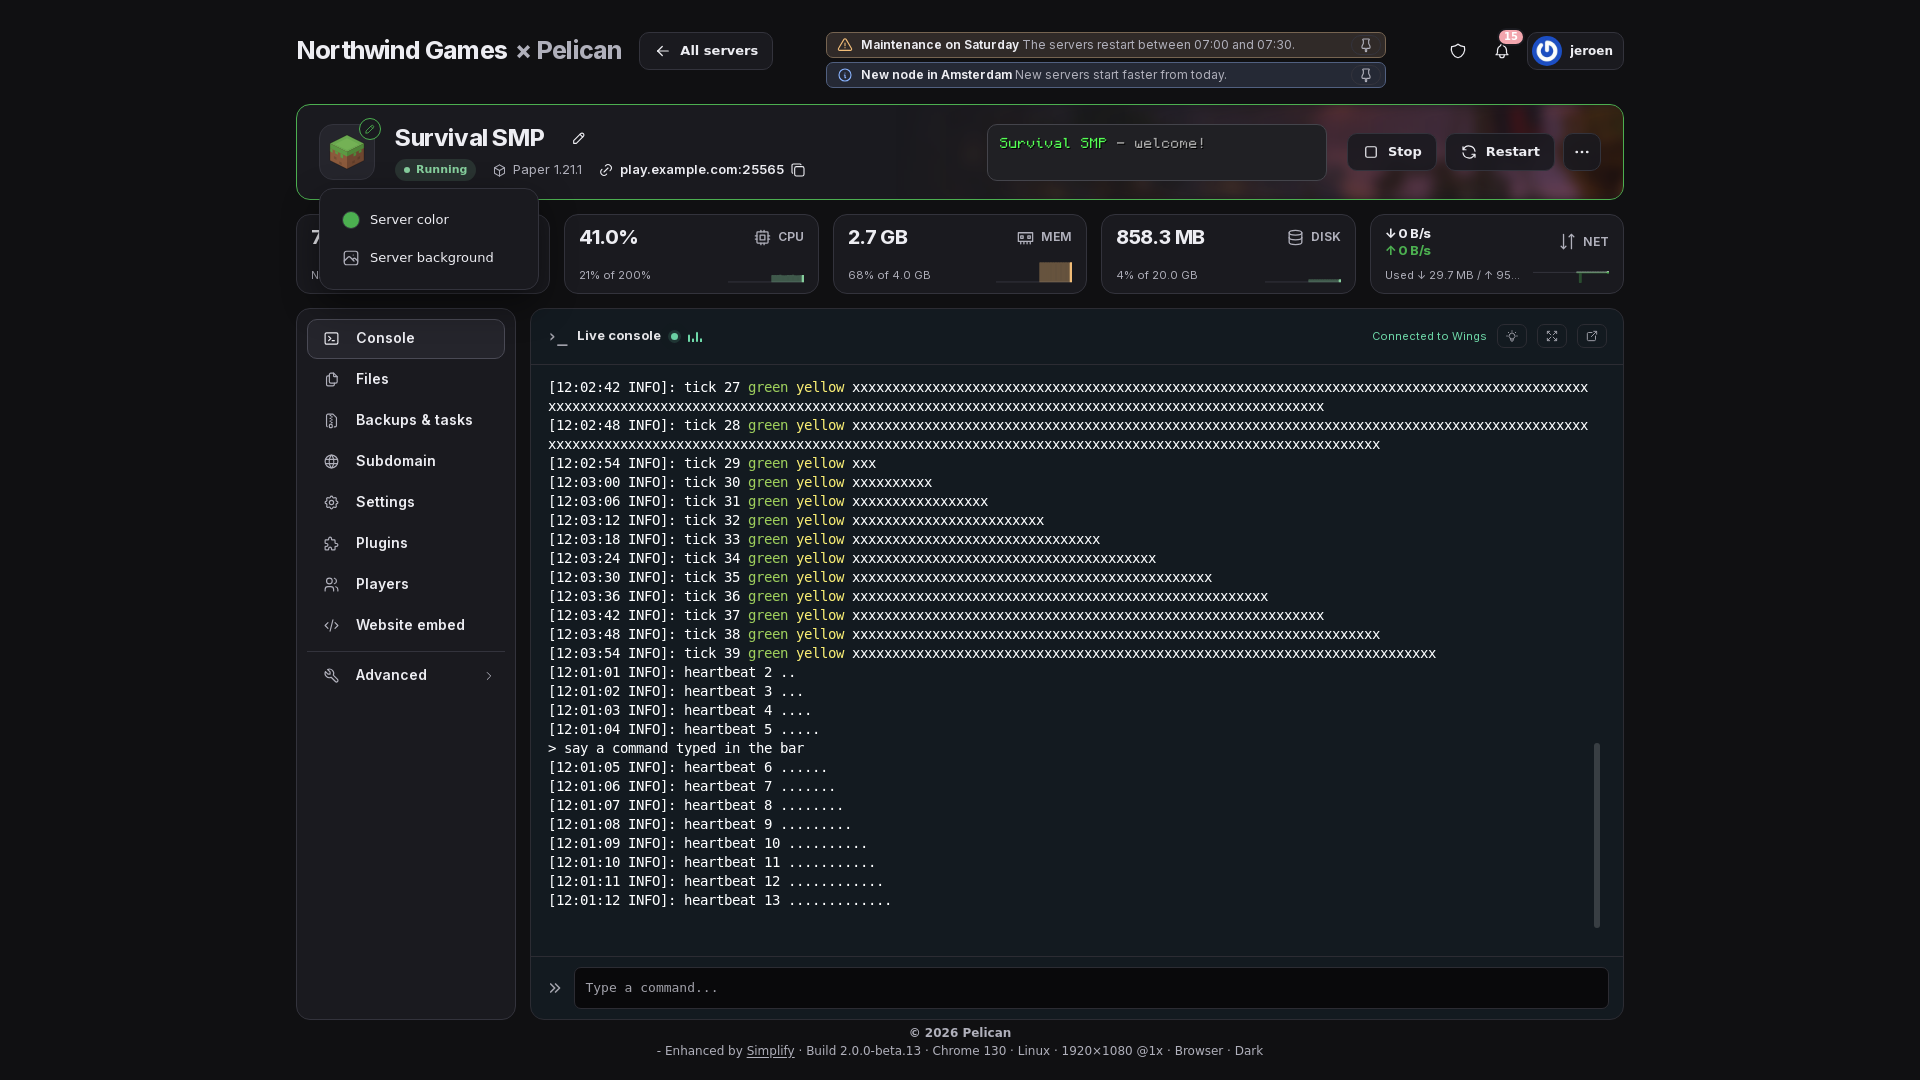 Northwind Games × Pelican
All servers
Maintenance on Saturday The servers restart between 07:00 and 07:30.
New node in Amsterdam New servers start faster from today.
15
jeroen
Survival SMP
Running
Paper 1.21.1
play.example.com:25565
Survival SMP - welcome!
Stop
Restart
Server color
Server background
41.0%
CPU
21% of 200%
2.7 GB
MEM
68% of 4.0 GB
858.3 MB
DISK
4% of 20.0 GB
↓ 0 B/s
↑ 0 B/s
NET
Used ↓ 29.7 MB / ↑ 95...
Console
Files
Backups & tasks
Subdomain
Settings
Plugins
Players
Website embed
Advanced
Live console
Connected to Wings
[12:02:42 INFO]: tick 27 green yellow
[12:02:48 INFO]: tick 28 green yellow
[12:02:54 INFO]: tick 29 green yellow xxx
[12:03:00 INFO]: tick 30 green yellow xxxxxxxxxx
[12:03:06 INFO]: tick 31 green yellow xxxxxxxxxxxxxxxxx
[12:03:12 INFO]: tick 32 green yellow xxxxxxxxxxxxxxxxxxxxxxxx
[12:03:18 INFO]: tick 33 green yellow xxxxxxxxxxxxxxxxxxxxxxxxxxxxxxx
[12:03:24 INFO]: tick 34 green yellow xxxxxxxxxxxxxxxxxxxxxxxxxxxxxxxxxxxxxx
[12:03:30 INFO]: tick 35 green yellow xxxxxxxxxxxxxxxxxxxxxxxxxxxxxxxxxxxxxxxxxxxxx
[12:03:36 INFO]: tick 36 green yellow xxxxxxxxxxxxxxxxxxxxxxxxxxxxxxxxxxxxxxxxxxxxxxxxxxxx
[12:03:42 INFO]: tick 37 green yellow xxxxxxxxxxxxxxxxxxxxxxxxxxxxxxxxxxxxxxxxxxxxxxxxxxxxxxxxxxx
[12:03:48 INFO]: tick 38 green yellow xxxxxxxxxxxxxxxxxxxxxxxxxxxxxxxxxxxxxxxxxxxxxxxxxxxxxxxxxxxxxxxxxx
[12:03:54 INFO]: tick 39 green yellow xxxxxxxxxxxxxxxxxxxxxxxxxxxxxxxxxxxxxxxxxxxxxxxxxxxxxxxxxxxxxxxxxxxxxxxxx
[12:01:01 INFO]: heartbeat 2 ..
[12:01:02 INFO]: heartbeat 3 ...
[12:01:03 INFO]: heartbeat 4 ....
[12:01:04 INFO]: heartbeat 5 .....
> say a command typed in the bar
[12:01:05 INFO]: heartbeat 6 ......
[12:01:06 INFO]: heartbeat 7 .......
[12:01:07 INFO]: heartbeat 8 ........
[12:01:08 INFO]: heartbeat 9 .........
[12:01:09 INFO]: heartbeat 10 ..........
[12:01:10 INFO]: heartbeat 11 ...........
[12:01:11 INFO]: heartbeat 12 ............
[12:01:12 INFO]: heartbeat 13 .............
Type a command...
© 2026 Pelican
- Enhanced by Simplify · Build 2.0.0-beta.13 · Chrome 130 · Linux · 1920×1080 @1x · Browser · Dark